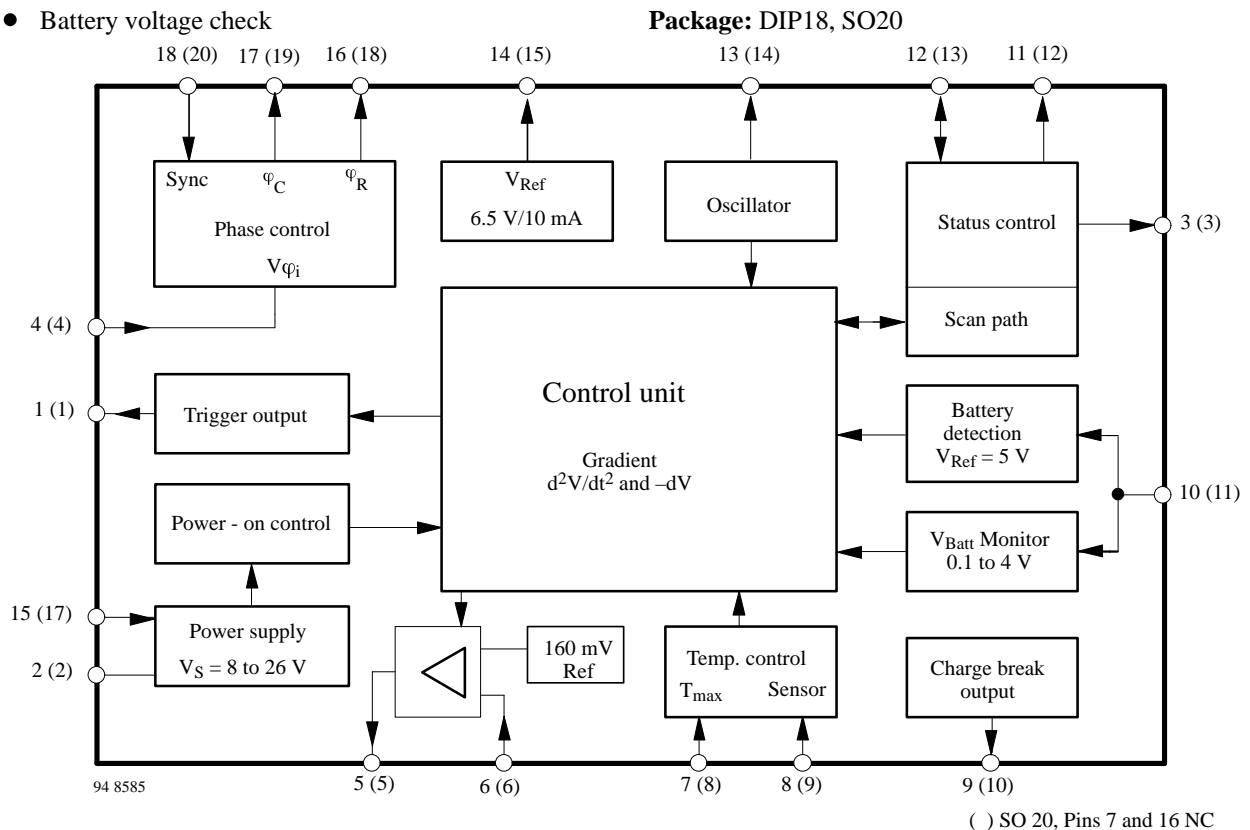 ● Battery voltage check
Package: DIP18, SO20
18 (20)
17 (19)
16 (18)
14 (15)
13 (14)
12 (13)
11 (12)
Sync
φC
φR
Phase control
Vφi
VRef
6.5 V/10 mA
Oscillator
Status control
Scan path
3 (3)
4 (4)
1 (1)
Trigger output
Control unit
Gradient
d²V/dt² and –dV
Battery
detection
VRef = 5 V
10 (11)
Power - on control
VBatt Monitor
0.1 to 4 V
15 (17)
2 (2)
Power supply
VS = 8 to 26 V
160 mV
Ref
Temp. control
Tmax
Sensor
Charge break
output
94 8585
5 (5)
6 (6)
7 (8)
8 (9)
9 (10)
( ) SO 20, Pins 7 and 16 NC